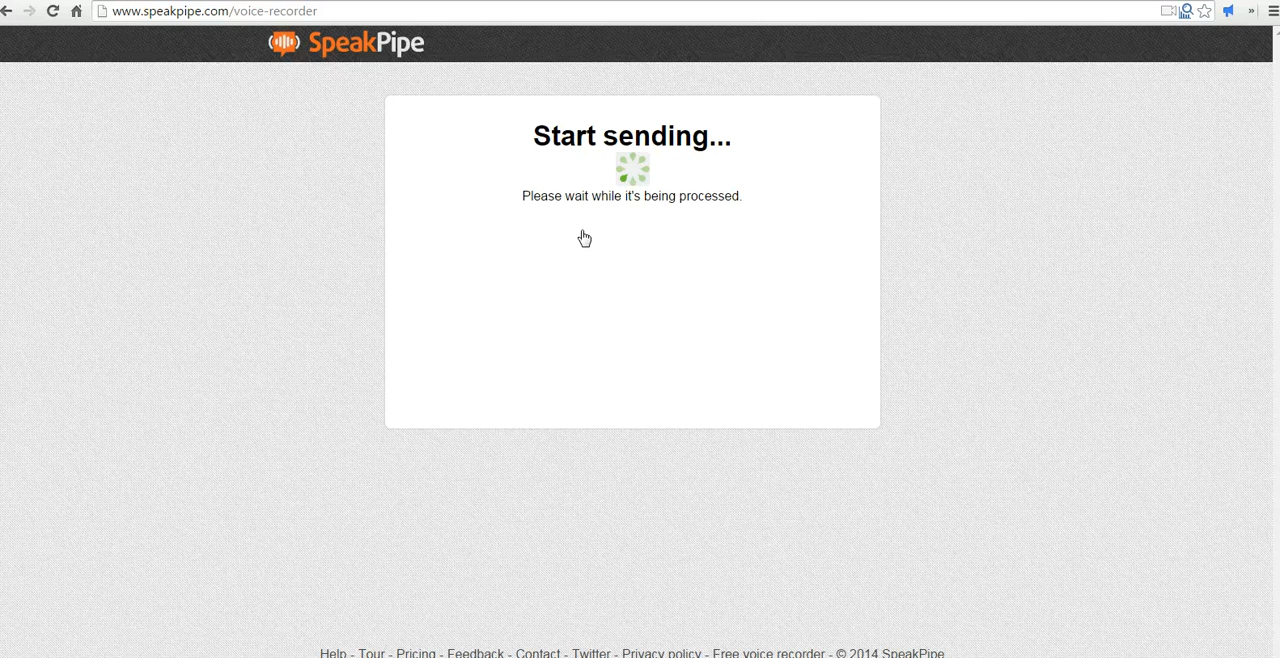 www.speakpipe.com/voice-recorder
»
SpeakPipe
Start sending...
Please wait while it's being processed.
Help - Tour - Pricing - Feedback - Contact - Twitter - Privacy policy - Free voice recorder - © 2014 SpeakPipe